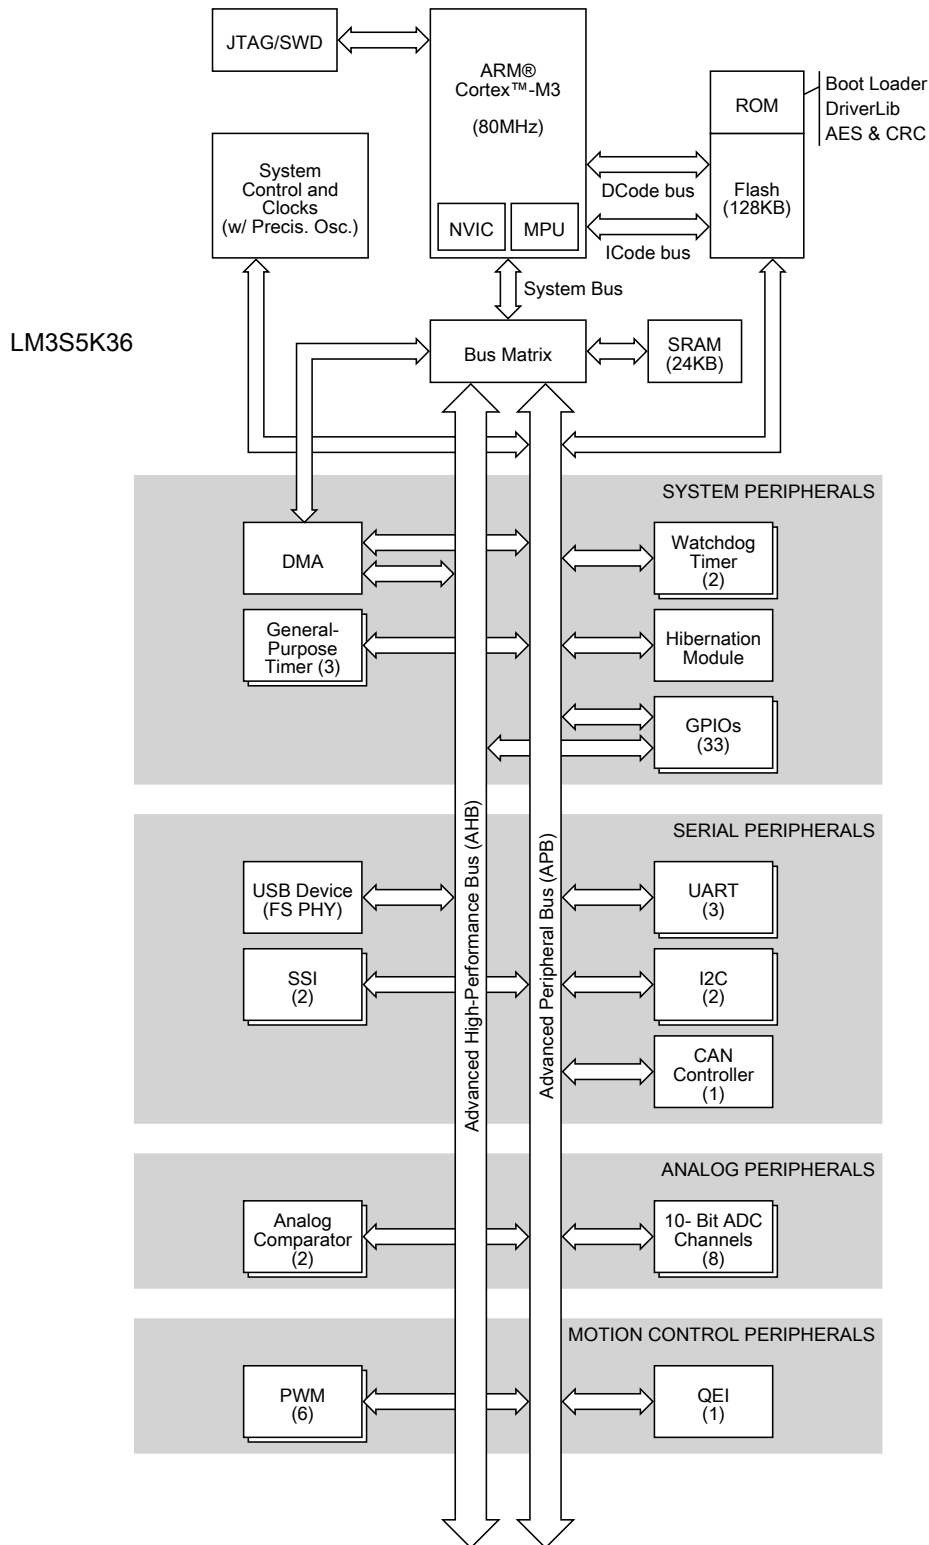 JTAG/SWD
ARM®
Cortex™-M3
(80MHz)
NVIC
MPU
ROM
Boot Loader
DriverLib
AES & CRC
Flash
(128KB)
DCode bus
ICode bus
System
Control and
Clocks
(w/ Precis. Osc.)
System Bus
LM3S5K36
Bus Matrix
SRAM
(24KB)
SYSTEM PERIPHERALS
DMA
Watchdog
Timer
(2)
General-
Purpose
Timer (3)
Hibernation
Module
GPIOs
(33)
Advanced High-Performance Bus (AHB)
Advanced Peripheral Bus (APB)
SERIAL PERIPHERALS
USB Device
(FS PHY)
UART
(3)
SSI
(2)
I2C
(2)
CAN
Controller
(1)
ANALOG PERIPHERALS
Analog
Comparator
(2)
10- Bit ADC
Channels
(8)
MOTION CONTROL PERIPHERALS
PWM
(6)
QEI
(1)